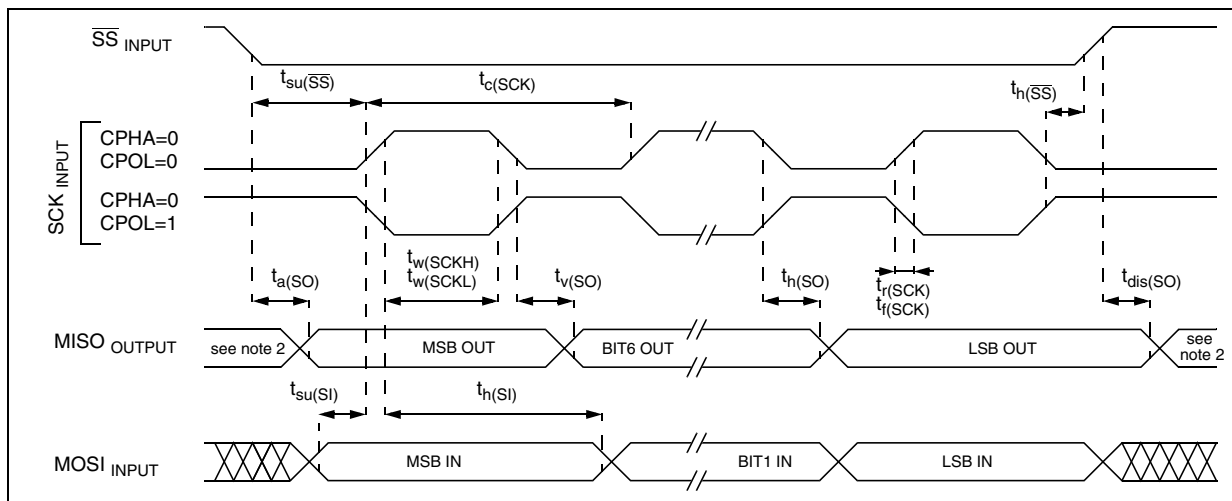 SS INPUT
tsu(SS)
tc(SCK)
th(SS)
SCK INPUT
CPHA=0
CPOL=0
CPHA=0
CPOL=1
ta(SO)
tw(SCKH)
tw(SCKL)
tv(SO)
th(SO)
tr(SCK)
tf(SCK)
tdis(SO)
MISO OUTPUT
see note 2
MSB OUT
BIT6 OUT
LSB OUT
see
note 2
tsu(SI)
th(SI)
MOSI INPUT
MSB IN
BIT1 IN
LSB IN